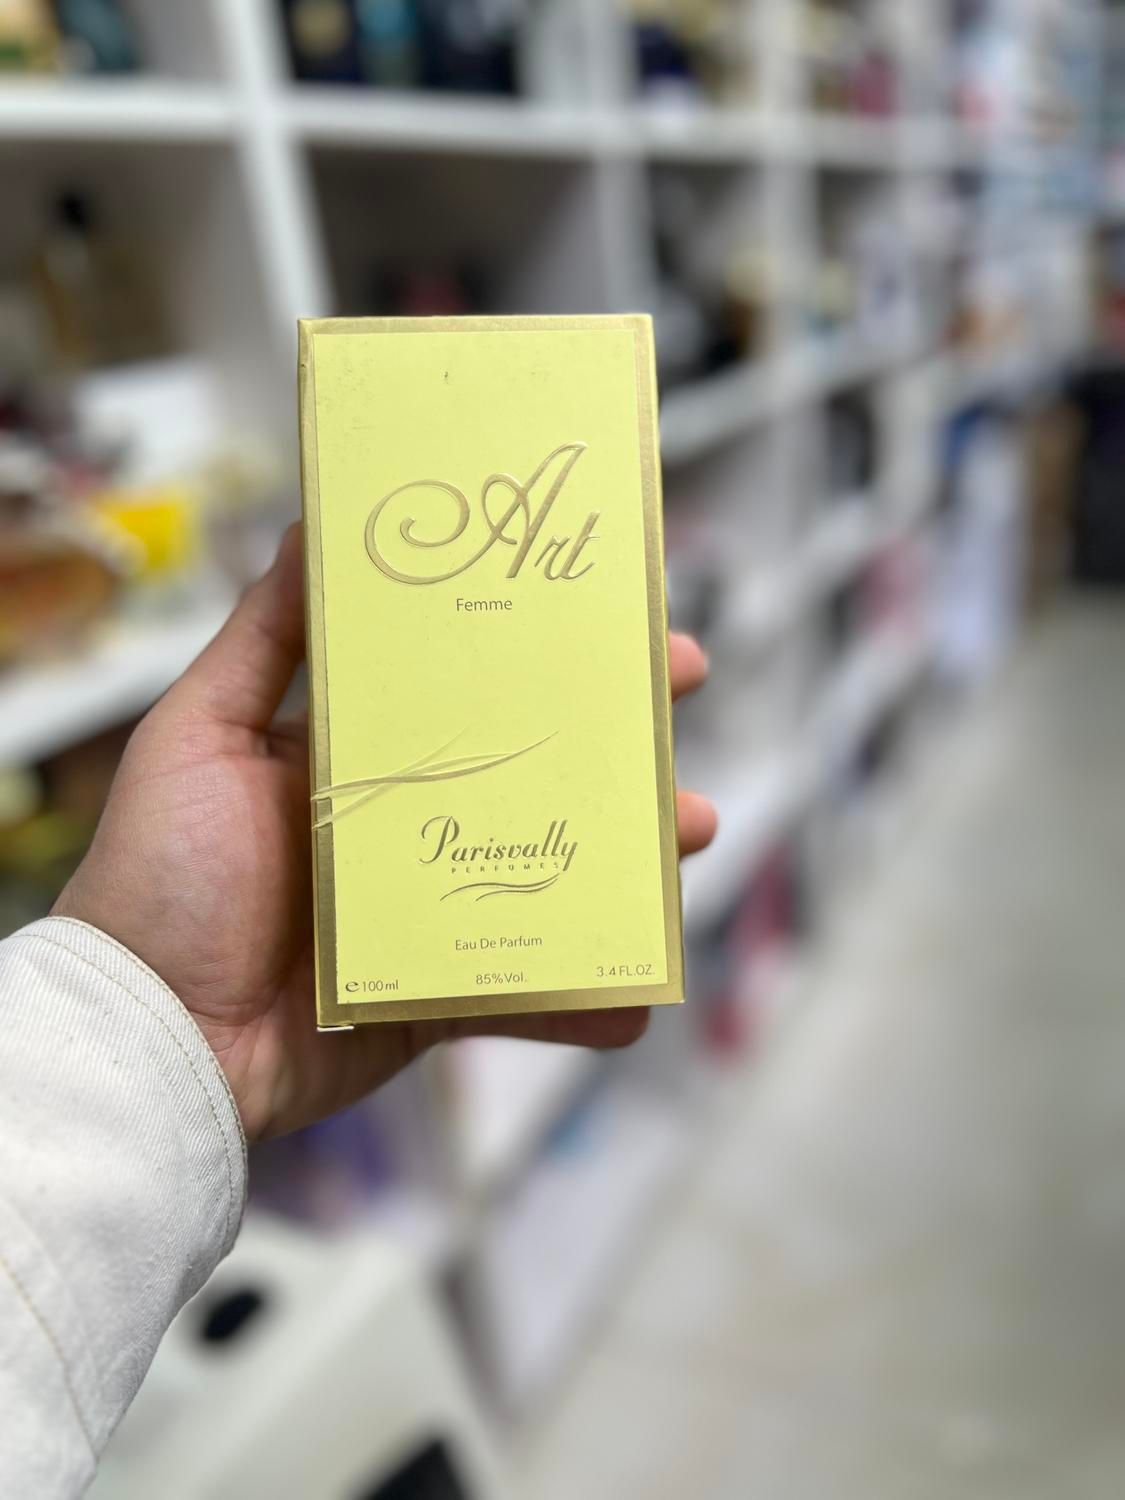 Art
Femme
Parisvally
PERFUMES
Eau De Parfum
℮100ml 85%Vol. 3.4 FL.OZ.